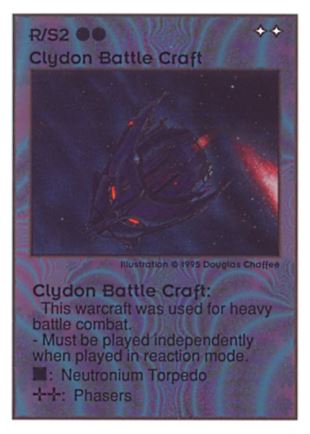 R/S2
Clydon Battle Craft
Illustration © 1995 Douglas Chaffee
Clydon Battle Craft:
This warcraft was used for heavy
battle combat.
- Must be played independently
when played in reaction mode.
: Neutronium Torpedo
: Phasers